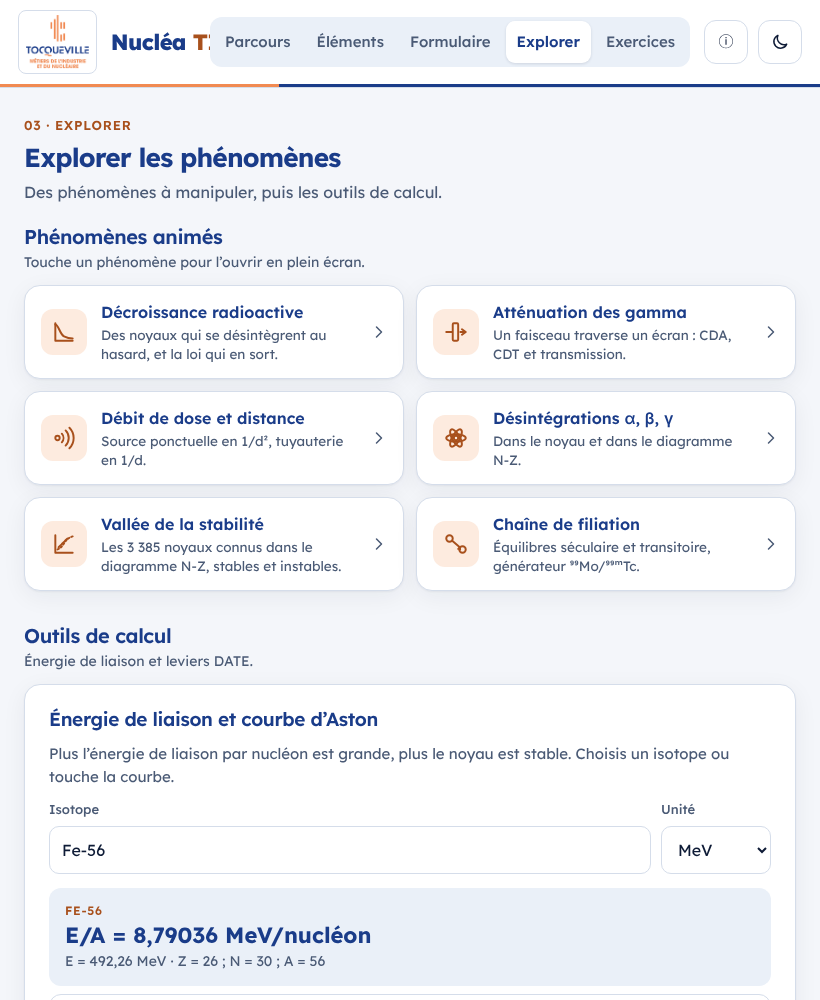 TOCQUEVILLE
MÉTIERS DE L'INDUSTRIE
ET DU NUCLÉAIRE
Nucléa
Parcours
Éléments
Formulaire
Explorer
Exercices
03 · EXPLORER
Explorer les phénomènes
Des phénomènes à manipuler, puis les outils de calcul.
Phénomènes animés
Touche un phénomène pour l’ouvrir en plein écran.
Décroissance radioactive
Des noyaux qui se désintègrent au
hasard, et la loi qui en sort.
Atténuation des gamma
Un faisceau traverse un écran : CDA,
CDT et transmission.
Débit de dose et distance
Source ponctuelle en 1/d², tuyauterie
en 1/d.
Désintégrations α, β, γ
Dans le noyau et dans le diagramme
N-Z.
Vallée de la stabilité
Les 3 385 noyaux connus dans le
diagramme N-Z, stables et instables.
Chaîne de filiation
Équilibres séculaire et transitoire,
générateur ⁹⁹Mo/⁹⁹ᵐTc.
Outils de calcul
Énergie de liaison et leviers DATE.
Énergie de liaison et courbe d’Aston
Plus l’énergie de liaison par nucléon est grande, plus le noyau est stable. Choisis un isotope ou
touche la courbe.
Isotope
Unité
Fe-56
MeV
FE-56
E/A = 8,79036 MeV/nucléon
E = 492,26 MeV · Z = 26 ; N = 30 ; A = 56